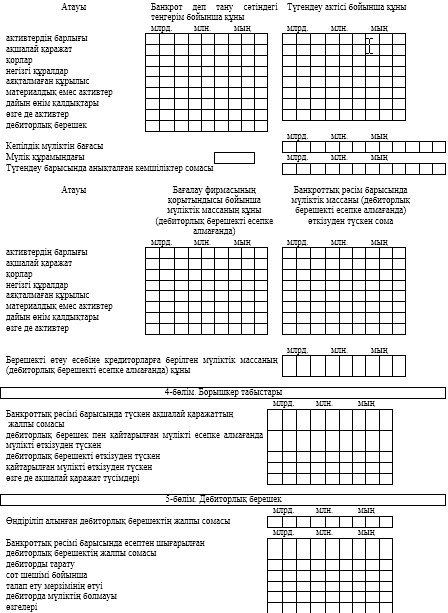 Атауы Банкрот деп тану сәтіндегі Түгендеу актісі бойынша құны
теңгерім бойынша құны
млрд. млн. мың млрд. млн. мың
активтердің барлығы
ақшалай қаражат
қорлар
негізгі құралдар
аяқталмаған құрылыс
материалдық емес активтер
дайын өнім қалдықтары
өзге де активтер
дебиторлық берешек
млрд. млн. мың
Кепілдік мүліктің бағасы
Мүлік құрамындағы млрд. млн. мың
Түгендеу барысында анықталған кемшіліктер сомасы
Атауы Бағалау фирмасының Банкроттық рәсім барысында
қорытындысы бойынша мүліктік массаны (дебиторлық
мүліктік массаның құны берешекті есепке алмағанда)
(дебиторлық берешекті есепке өткізуден түскен сома
алмағанда)
млрд. млн. мың млрд. млн. мың
активтердің барлығы
ақшалай қаражат
қорлар
негізгі құралдар
аяқталмаған құрылыс
материалдық емес активтер
дайын өнім қалдықтары
өзге де активтер
млрд. млн. мың
Берешекті өтеу есебіне кредиторларға берілген мүліктік массаның
(дебиторлық берешекті есепке алмағанда) құны
4-бөлім. Борышкер табыстары
млрд. млн. мың
Банкроттық рәсімі барысында түскен ақшалай қаражаттың
жалпы сомасы
дебиторлық берешек пен қайтарылған мүлікті есепке алмағанда
мүлікті өткізуден түскен
дебиторлық берешекті өткізуден түскен
қайтарылған мүлікті өткізуден түскен
өзге де ақшалай қаражат түсімдері
5-бөлім. Дебиторлық берешек
млрд. млн. мың
Өндіріліп алынған дебиторлық берешектің жалпы сомасы
млрд. млн. мың
Банкроттық рәсімі барысында есептен шығарылған
дебиторлық берешектің жалпы сомасы
дебиторды тарату
сот шешімі бойынша
талап ету мерзімінің өтуі
дебиторда мүліктің болмауы
өзгелері